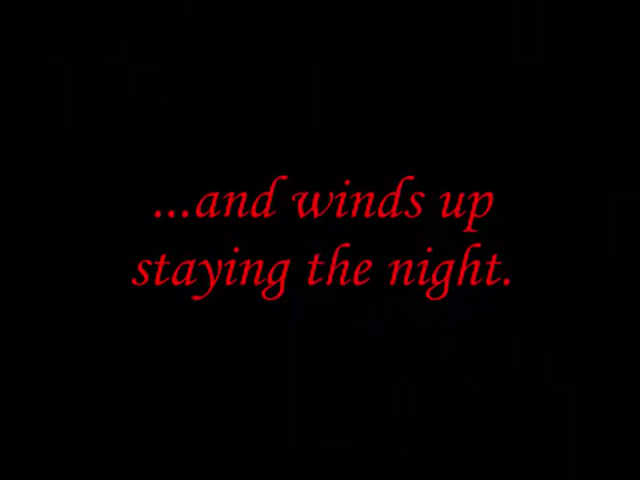 ...and winds up
staying the night.